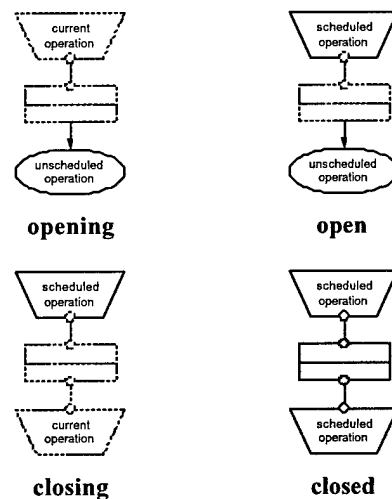 current
operation
unscheduled
operation
opening
scheduled
operation
unscheduled
operation
open
scheduled
operation
current
operation
closing
scheduled
operation
scheduled
operation
closed